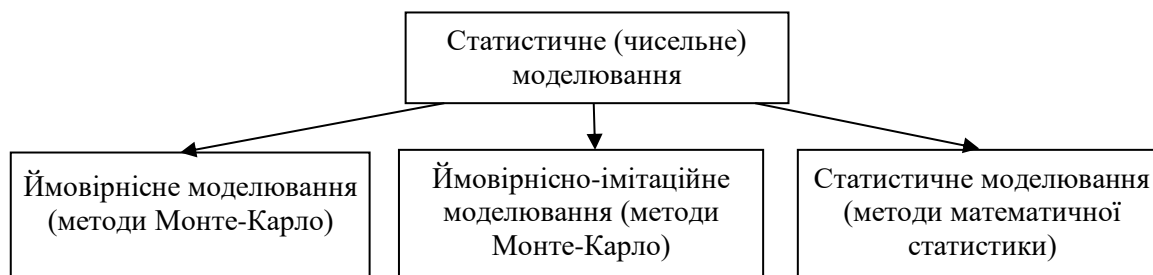 Статистичне (чисельне)
моделювання
Ймовірнісне моделювання
(методи Монте-Карло)
Ймовірнісно-імітаційне
моделювання (методи
Монте-Карло)
Статистичне моделювання
(методи математичної
статистики)